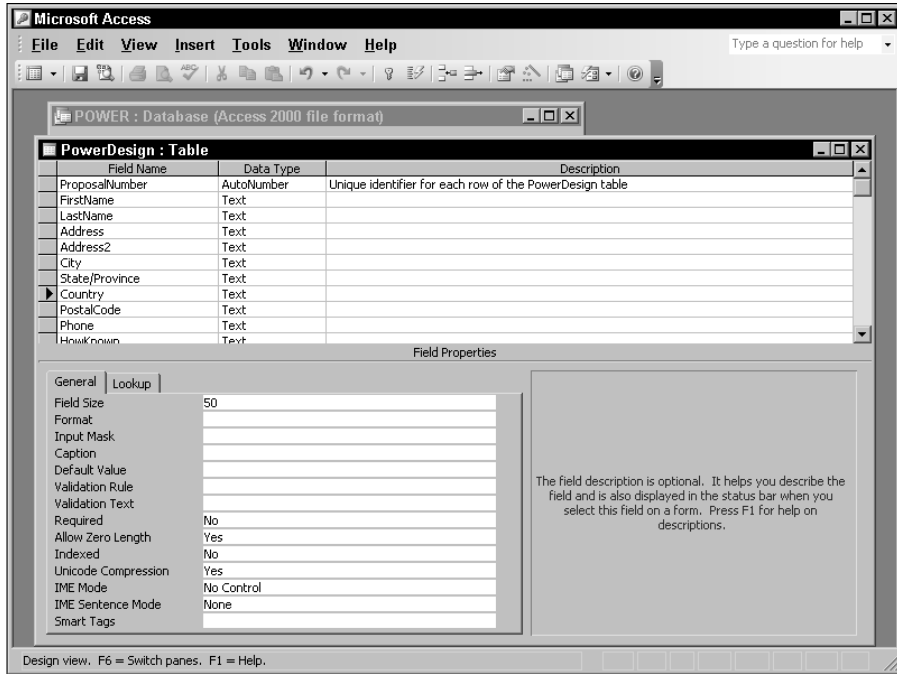 Microsoft Access
File Edit View Insert Tools Window Help Type a question for help
POWER : Database (Access 2000 file format)
PowerDesign : Table
Field Name Data Type Description
ProposalNumber AutoNumber Unique identifier for each row of the PowerDesign table
FirstName Text
LastName Text
Address Text
Address2 Text
City Text
State/Province Text
Country Text
PostalCode Text
Phone Text
HowKnown Text
Field Properties
General Lookup
Field Size 50
Format
Input Mask
Caption
Default Value
Validation Rule
Validation Text
Required No
Allow Zero Length Yes
Indexed No
Unicode Compression Yes
IME Mode No Control
IME Sentence Mode None
Smart Tags
The field description is optional. It helps you describe the
field and is also displayed in the status bar when you
select this field on a form. Press F1 for help on
descriptions.
Design view. F6 = Switch panes. F1 = Help.